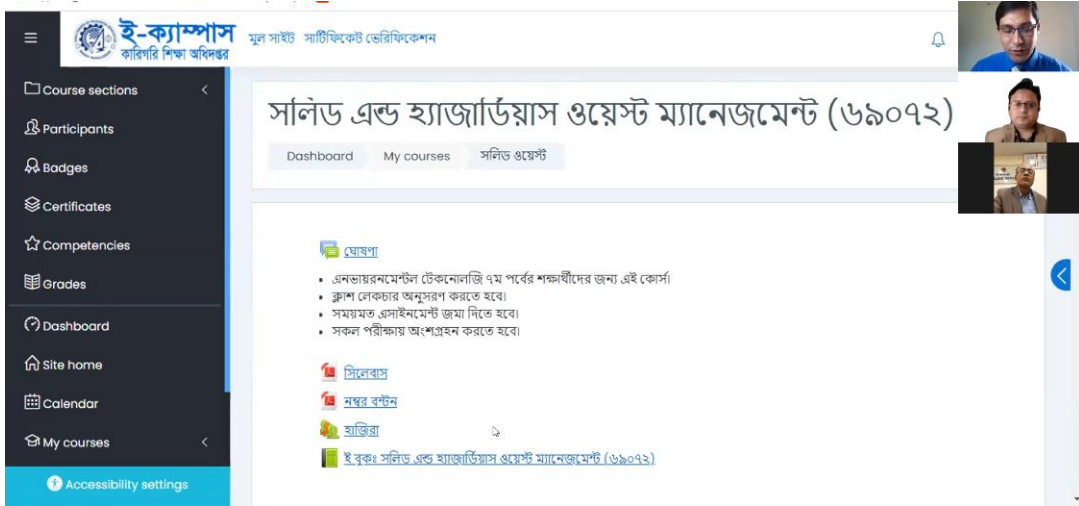 ই-ক্যাম্পাস
কারিগরি শিক্ষা অধিদপ্তর
মূল সাইট সার্টিফিকেট ভেরিফিকেশন
Course sections
Participants
Badges
Certificates
Competencies
Grades
Dashboard
Site home
Calendar
My courses
Accessibility settings
সলিড এন্ড হ্যাজার্ডিয়াস ওয়েস্ট ম্যানেজমেন্ট (৬৯০৭২)
Dashboard My courses সলিড ওয়েস্ট
ঘোষণা
এনভায়রনমেন্টল টেকনোলজি ৭ম পর্বের শক্ষার্থীদের জন্য এই কোর্স।
ক্লাশ লেকচার অনুসরণ করতে হবে।
সময়মত এসাইনমেন্ট জমা দিতে হবে।
সকল পরীক্ষায় অংশগ্রহন করতে হবে।
সিলেবাস
নম্বর বন্টন
হাজিরা
ই বুকঃ সলিড এন্ড হ্যাজার্ডিয়াস ওয়েস্ট ম্যানেজমেন্ট (৬৯০৭২)